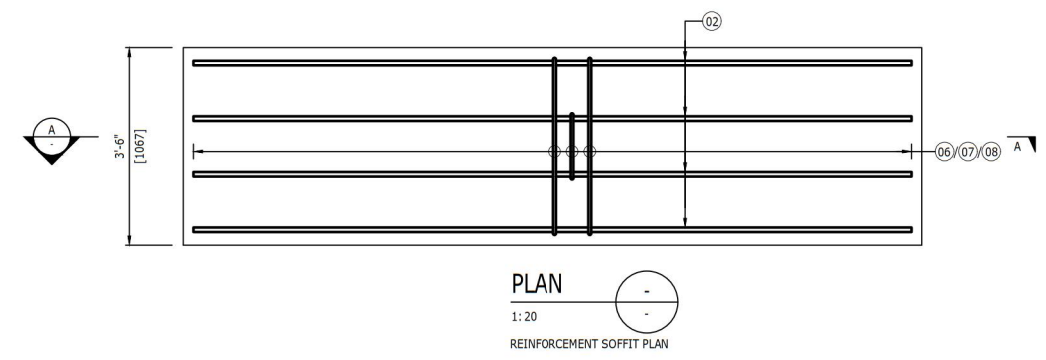 02
A
-
3'-6"
[1067]
06/07/08
A
PLAN
-
-
1:20
REINFORCEMENT SOFFIT PLAN